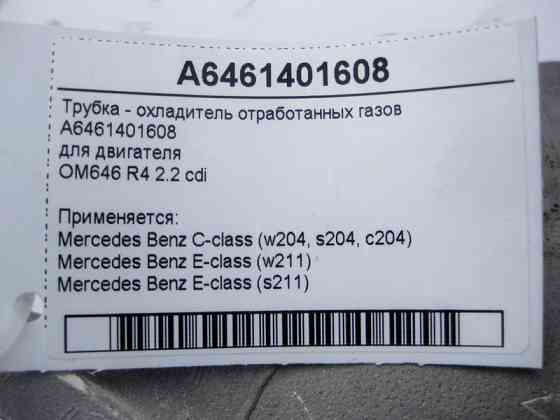 A6461401608
Трубка - охладитель отработанных газов
A6461401608
для двигателя
OM646 R4 2.2 cdi
Применяется:
Mercedes Benz C-class (w204, s204, c204)
Mercedes Benz E-class (w211)
Mercedes Benz E-class (s211)